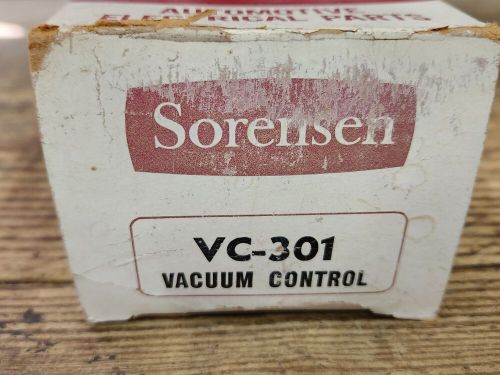 AUTOMOTIVE
ELECTRICAL PARTS
Sorensen
VC-301
VACUUM CONTROL